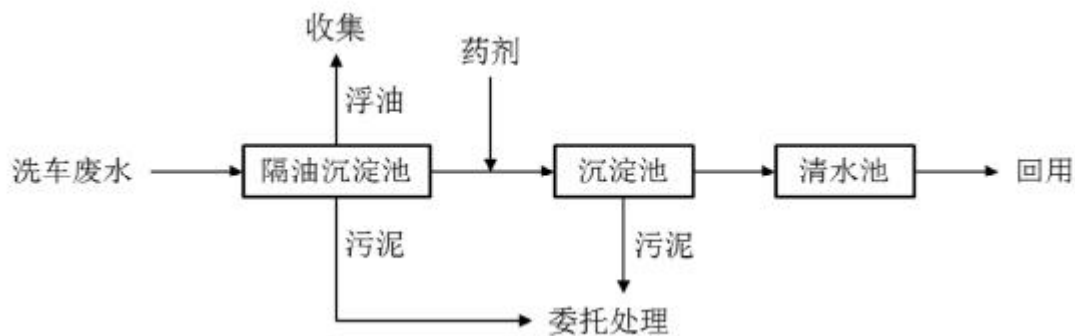 收集
药剂
浮油
洗车废水
隔油沉淀池
沉淀池
清水池
回用
污泥
污泥
委托处理